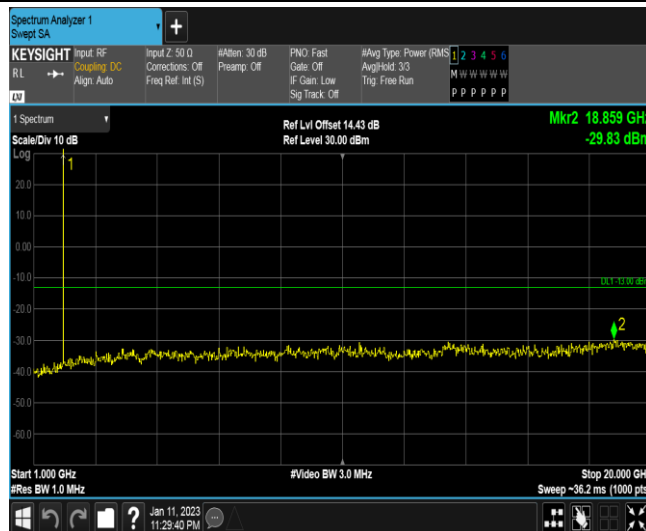 Spectrum Analyzer 1
Swept SA
+
KEYSIGHT
RL
LXI
Input: RF
Coupling: DC
Align: Auto
Input Z: 50 Ω
Corrections: Off
Freq Ref: Int (S)
#Atten: 30 dB
Preamp: Off
PNO: Fast
Gate: Off
IF Gain: Low
Sig Track: Off
#Avg Type: Power (RMS
Avg|Hold: 3/3
Trig: Free Run
1 2 3 4 5 6
M W W W W W
P P P P P P
1 Spectrum
Scale/Div 10 dB
Log
Ref Lvl Offset 14.43 dB
Ref Level 30.00 dBm
Mkr2 18.859 GHz
-29.83 dBm
1
20.0
10.0
0.00
-10.0
DL1 -13.00 dBm
-20.0
2
-30.0
-40.0
-50.0
-60.0
Start 1.000 GHz
#Res BW 1.0 MHz
#Video BW 3.0 MHz
Stop 20.000 GHz
Sweep ~36.2 ms (1000 pts
?
Jan 11, 2023
11:29:40 PM